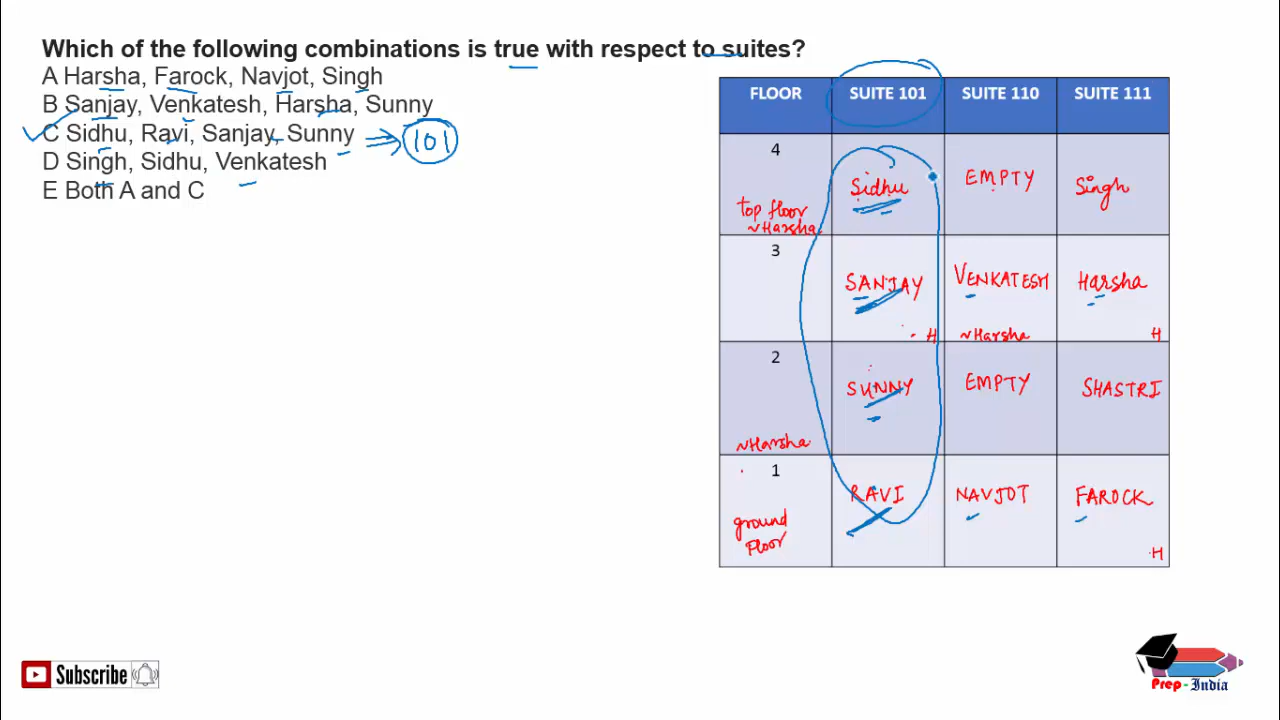 Which of the following combinations is true with respect to suites?
A Harsha, Farock, Navjot, Singh
B Sanjay, Venkatesh, Harsha, Sunny
C Sidhu, Ravi, Sanjay, Sunny
101
D Singh, Sidhu, Venkatesh
E Both A and C
FLOOR SUITE 101 SUITE 110 SUITE 111
4 Sidhu EMPTY Singh
top floor
~Harsha
3 SANJAY VENKATESH Harsha
H ~Harsha H
2 SUNNY EMPTY SHASTRI
~Harsha
1 RAVI NAVJOT FAROCK
ground
Floor
H
Subscribe
Prep-India